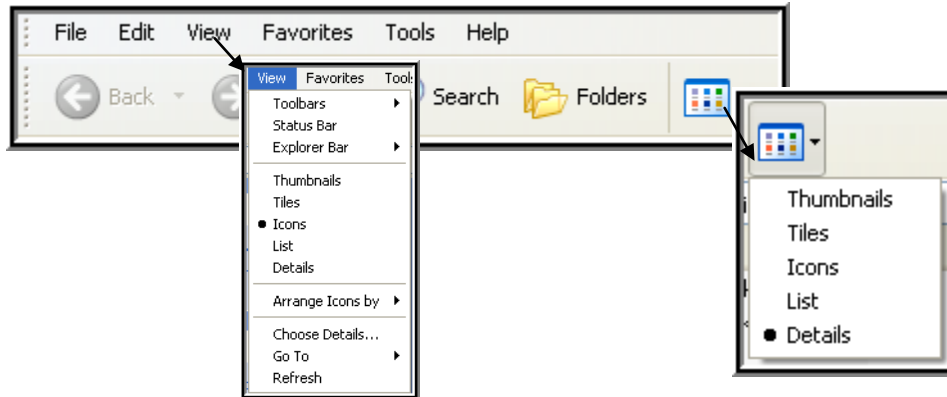 File Edit View Favorites Tools Help
Back Search Folders
View Favorites Tool
Toolbars
Status Bar
Explorer Bar
Thumbnails
Tiles
Icons
List
Details
Arrange Icons by
Choose Details...
Go To
Refresh
Thumbnails
Tiles
Icons
List
Details